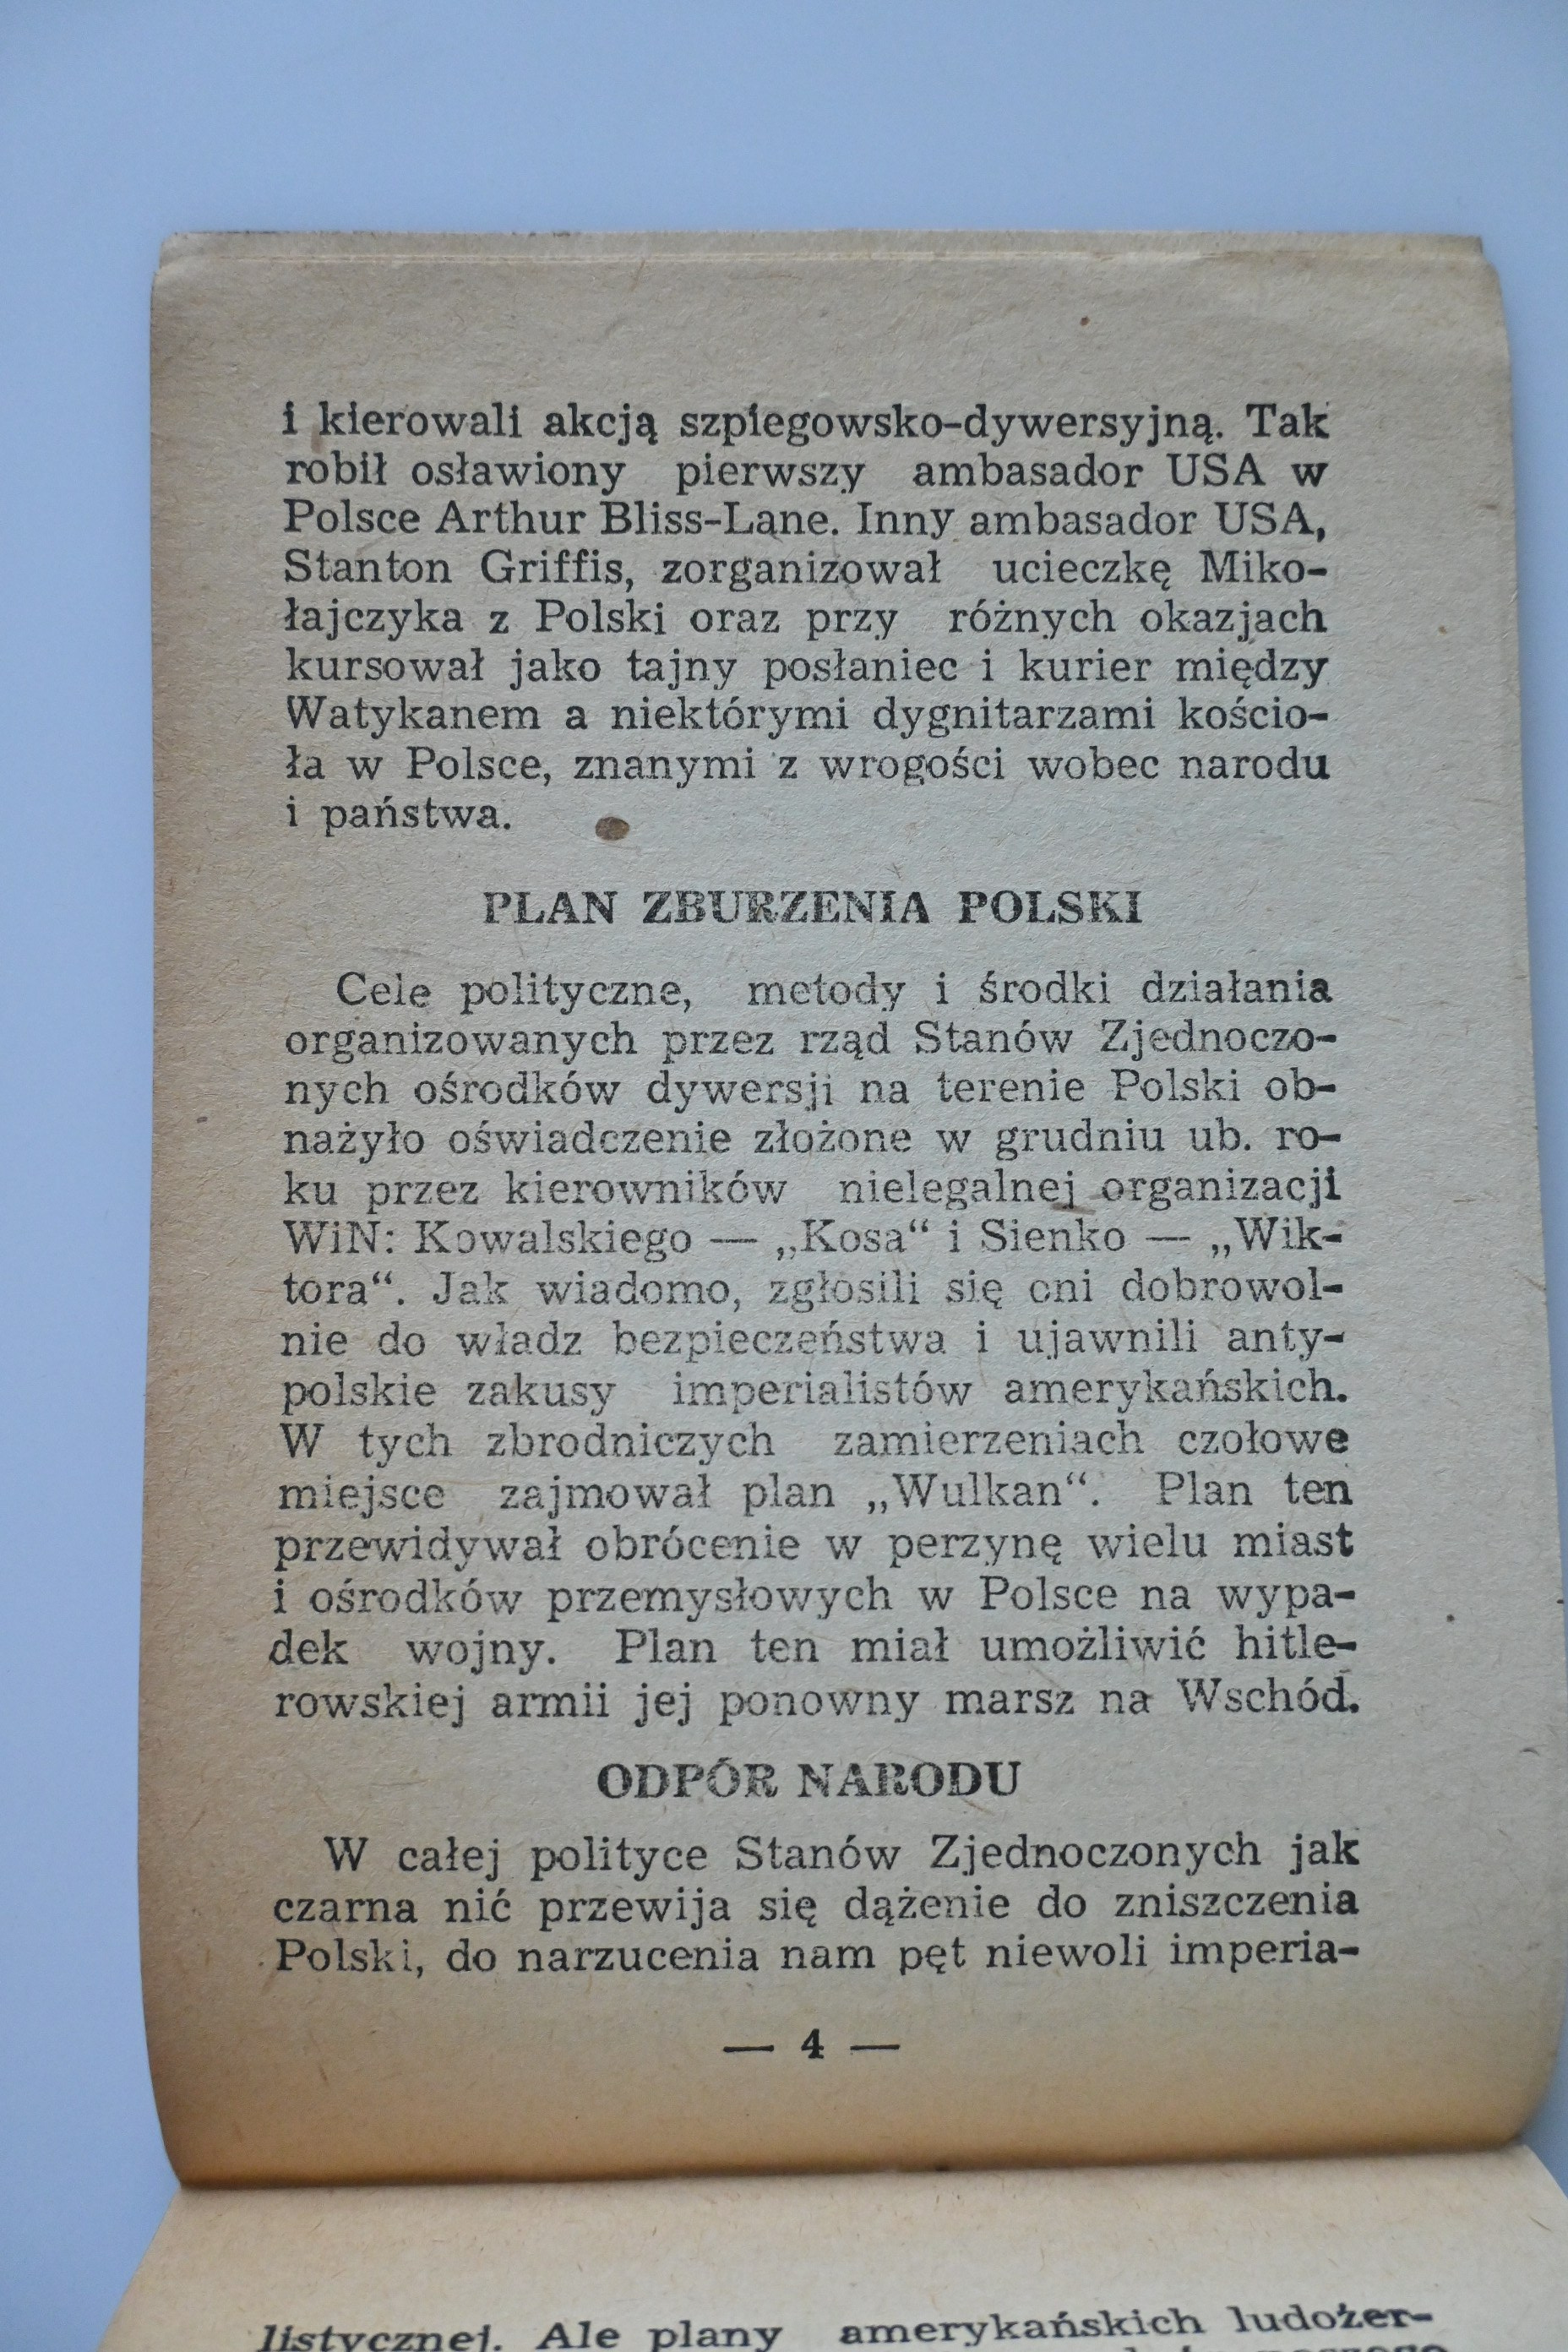 i kierowali akcją szpiegowsko-dywersyjną. Tak
robił osławiony pierwszy ambasador USA w
Polsce Arthur Bliss-Lane. Inny ambasador USA,
Stanton Griffis, zorganizował ucieczkę Miko-
łajczyka z Polski oraz przy różnych okazjach
kursował jako tajny posłaniec i kurier między
Watykanem a niektórymi dygnitarzami kościo-
ła w Polsce, znanymi z wrogości wobec narodu
i państwa.
PLAN ZBURZENIA POLSKI
Cele polityczne, metody i środki działania
organizowanych przez rząd Stanów Zjednoczo-
nych ośrodków dywersji na terenie Polski ob-
nażyło oświadczenie złożone w grudniu ub. ro-
ku przez kierowników nielegalnej organizacji
WiN: Kowalskiego — „Kosa“ i Sienko — „Wik-
tora“. Jak wiadomo, zgłosili się oni dobrowol-
nie do władz bezpieczeństwa i ujawnili anty-
polskie zakusy imperialistów amerykańskich.
W tych zbrodniczych zamierzeniach czołowe
miejsce zajmował plan „Wulkan“. Plan ten
przewidywał obrócenie w perzynę wielu miast
i ośrodków przemysłowych w Polsce na wypa-
dek wojny. Plan ten miał umożliwić hitle-
rowskiej armii jej ponowny marsz na Wschód.
ODPÓR NARODU
W całej polityce Stanów Zjednoczonych jak
czarna nić przewija się dążenie do zniszczenia
Polski, do narzucenia nam pęt niewoli imperia-
— 4 —
listycznej. Ale plany amerykańskich ludożer-